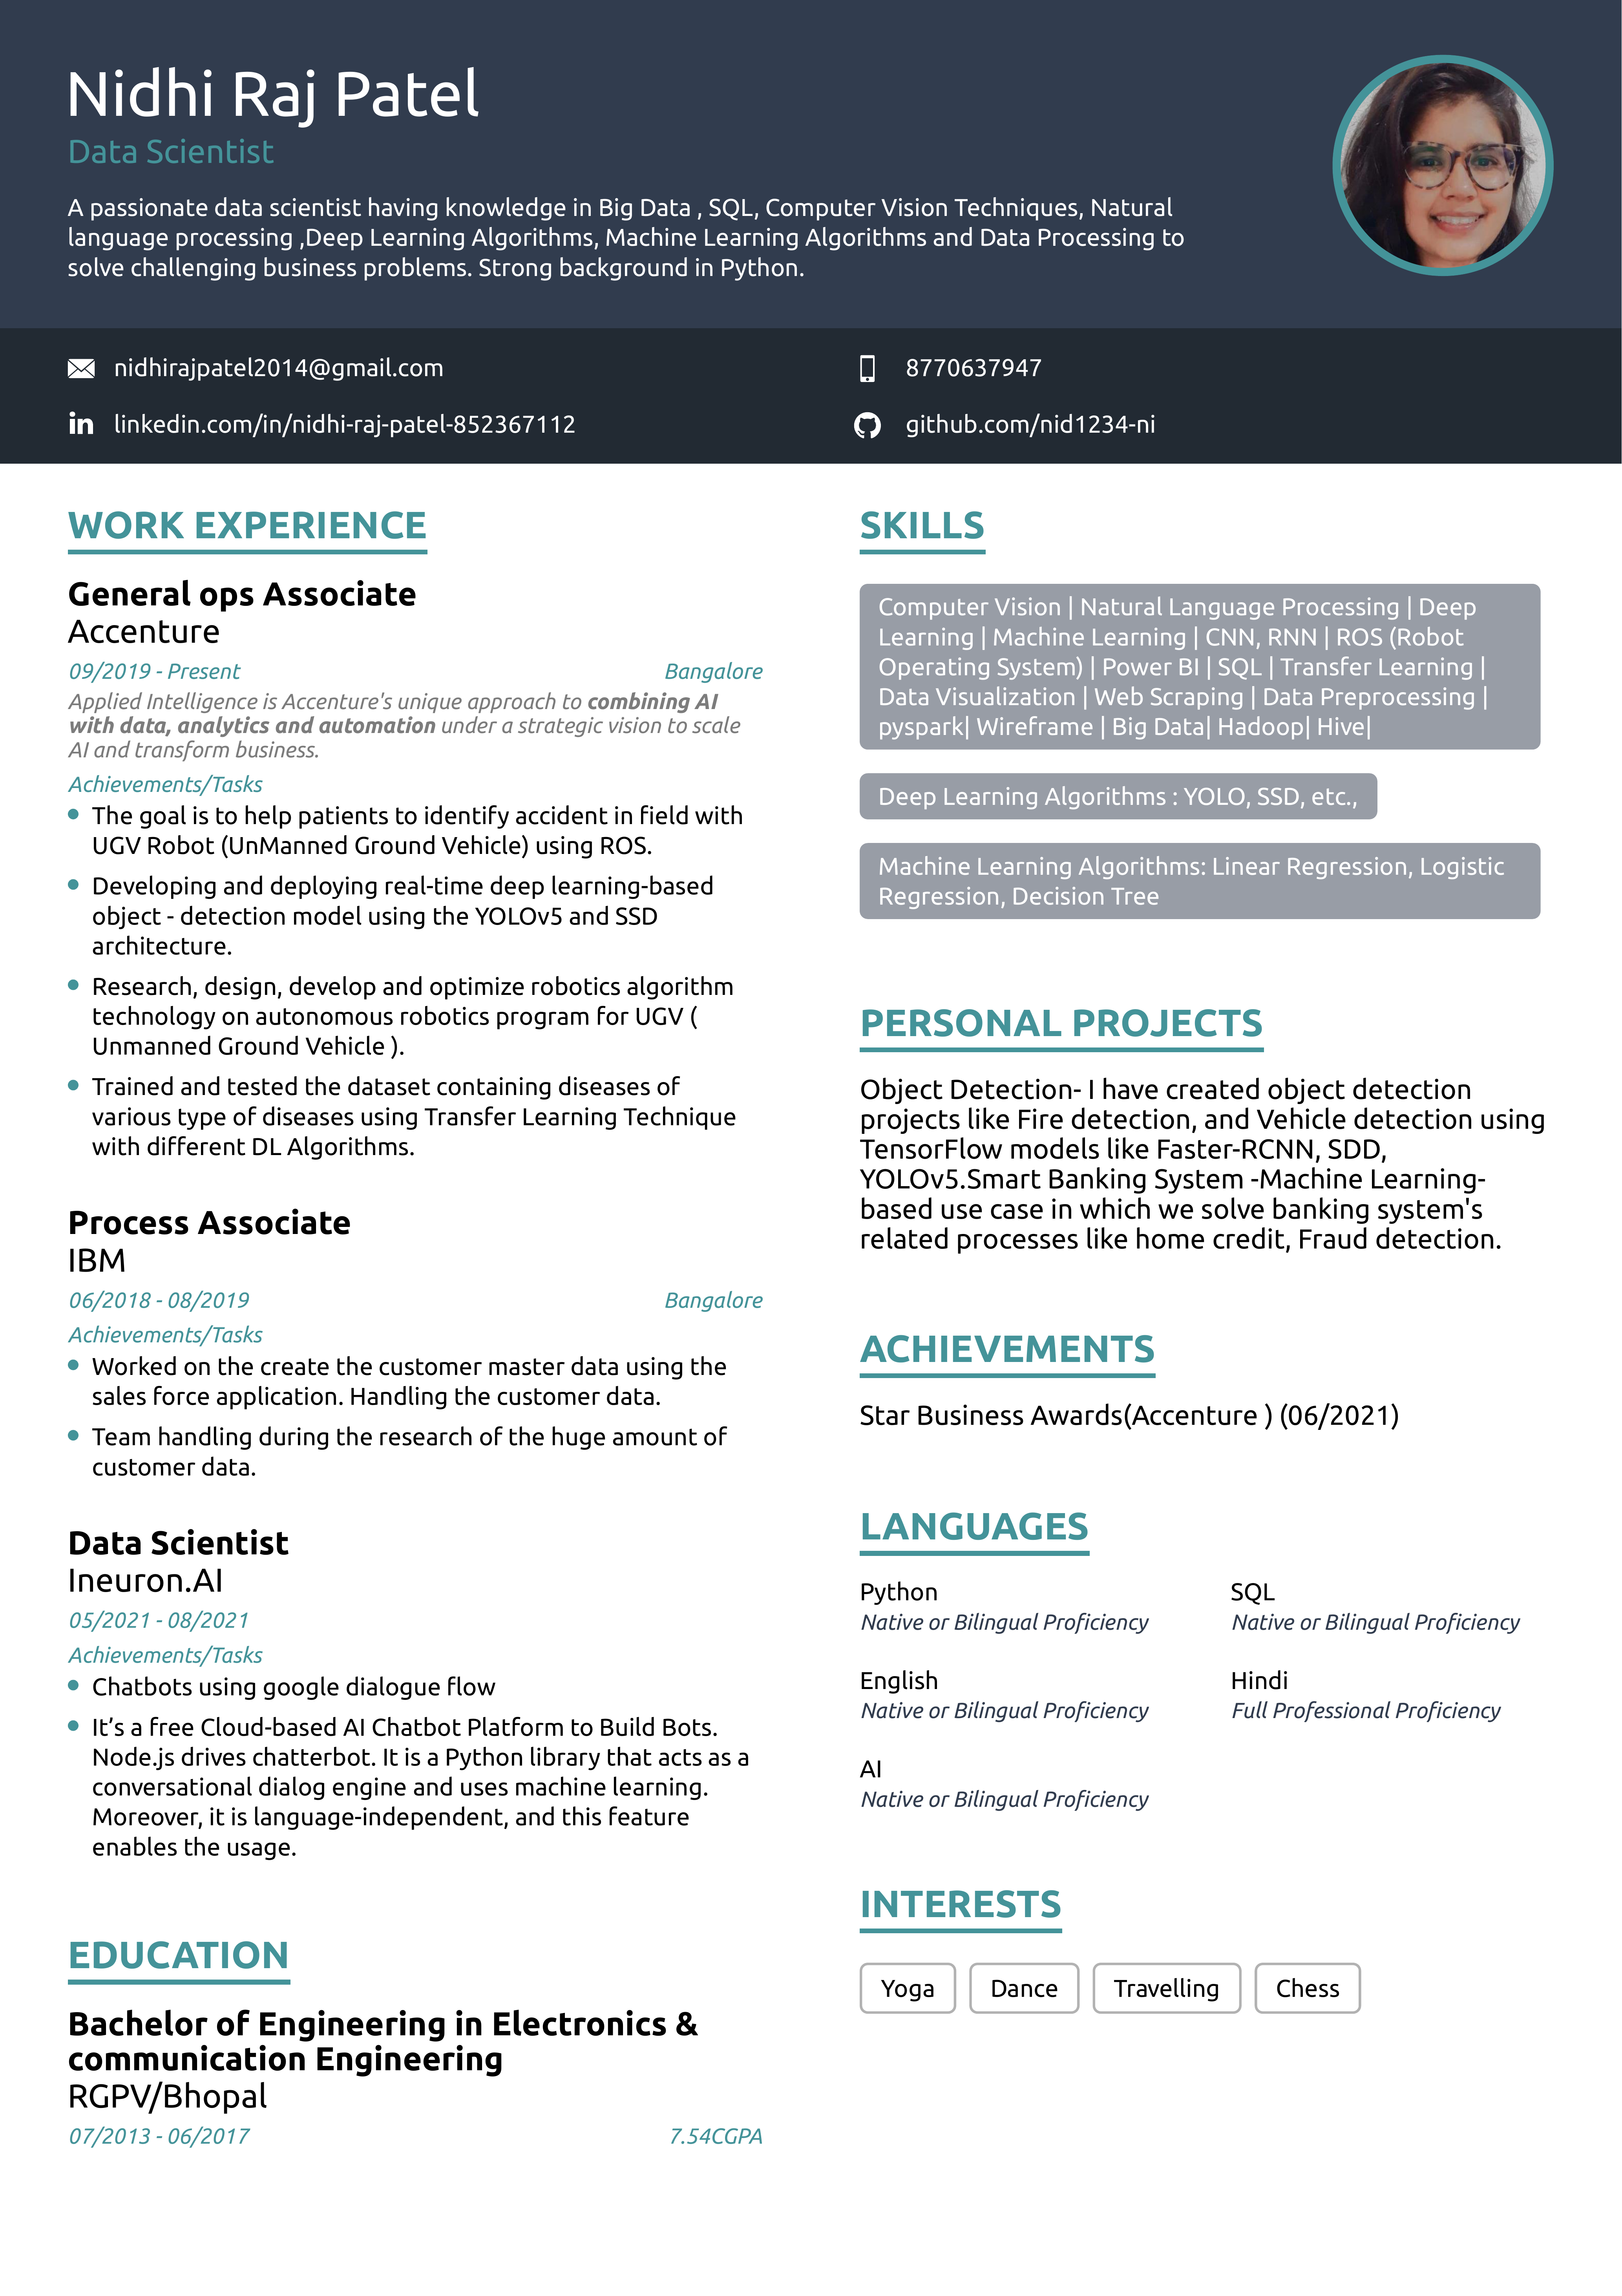 Nidhi Raj Patel
Data Scientist
A passionate data scientist having knowledge in Big Data , SQL, Computer Vision Techniques, Natural
language processing ,Deep Learning Algorithms, Machine Learning Algorithms and Data Processing to
solve challenging business problems. Strong background in Python.
nidhirajpatel2014@gmail.com
8770637947
linkedin.com/in/nidhi-raj-patel-852367112
github.com/nid1234-ni
WORK EXPERIENCE
General ops Associate
Accenture
09/2019 - Present
Bangalore
Applied Intelligence is Accenture's unique approach to combining AI
with data, analytics and automation under a strategic vision to scale
AI and transform business.
Achievements/Tasks
The goal is to help patients to identify accident in field with
UGV Robot (UnManned Ground Vehicle) using ROS.
Developing and deploying real-time deep learning-based
object - detection model using the YOLOv5 and SSD
architecture.
Research, design, develop and optimize robotics algorithm
technology on autonomous robotics program for UGV (
Unmanned Ground Vehicle ).
Trained and tested the dataset containing diseases of
various type of diseases using Transfer Learning Technique
with different DL Algorithms.
Process Associate
IBM
06/2018 - 08/2019
Bangalore
Achievements/Tasks
Worked on the create the customer master data using the
sales force application. Handling the customer data.
Team handling during the research of the huge amount of
customer data.
Data Scientist
Ineuron.AI
05/2021 - 08/2021
Achievements/Tasks
Chatbots using google dialogue flow
It’s a free Cloud-based AI Chatbot Platform to Build Bots.
Node.js drives chatterbot. It is a Python library that acts as a
conversational dialog engine and uses machine learning.
Moreover, it is language-independent, and this feature
enables the usage.
EDUCATION
Bachelor of Engineering in Electronics &
communication Engineering
RGPV/Bhopal
07/2013 - 06/2017
7.54CGPA
SKILLS
Computer Vision | Natural Language Processing | Deep
Learning | Machine Learning | CNN, RNN | ROS (Robot
Operating System) | Power BI | SQL | Transfer Learning |
Data Visualization | Web Scraping | Data Preprocessing |
pyspark| Wireframe | Big Data| Hadoop| Hive|
Deep Learning Algorithms : YOLO, SSD, etc.,
Machine Learning Algorithms: Linear Regression, Logistic
Regression, Decision Tree
PERSONAL PROJECTS
Object Detection- I have created object detection
projects like Fire detection, and Vehicle detection using
TensorFlow models like Faster-RCNN, SDD,
YOLOv5.Smart Banking System -Machine Learning-
based use case in which we solve banking system's
related processes like home credit, Fraud detection.
ACHIEVEMENTS
Star Business Awards(Accenture ) (06/2021)
LANGUAGES
Python
Native or Bilingual Proficiency
SQL
Native or Bilingual Proficiency
English
Native or Bilingual Proficiency
Hindi
Full Professional Proficiency
AI
Native or Bilingual Proficiency
INTERESTS
Yoga
Dance
Travelling
Chess